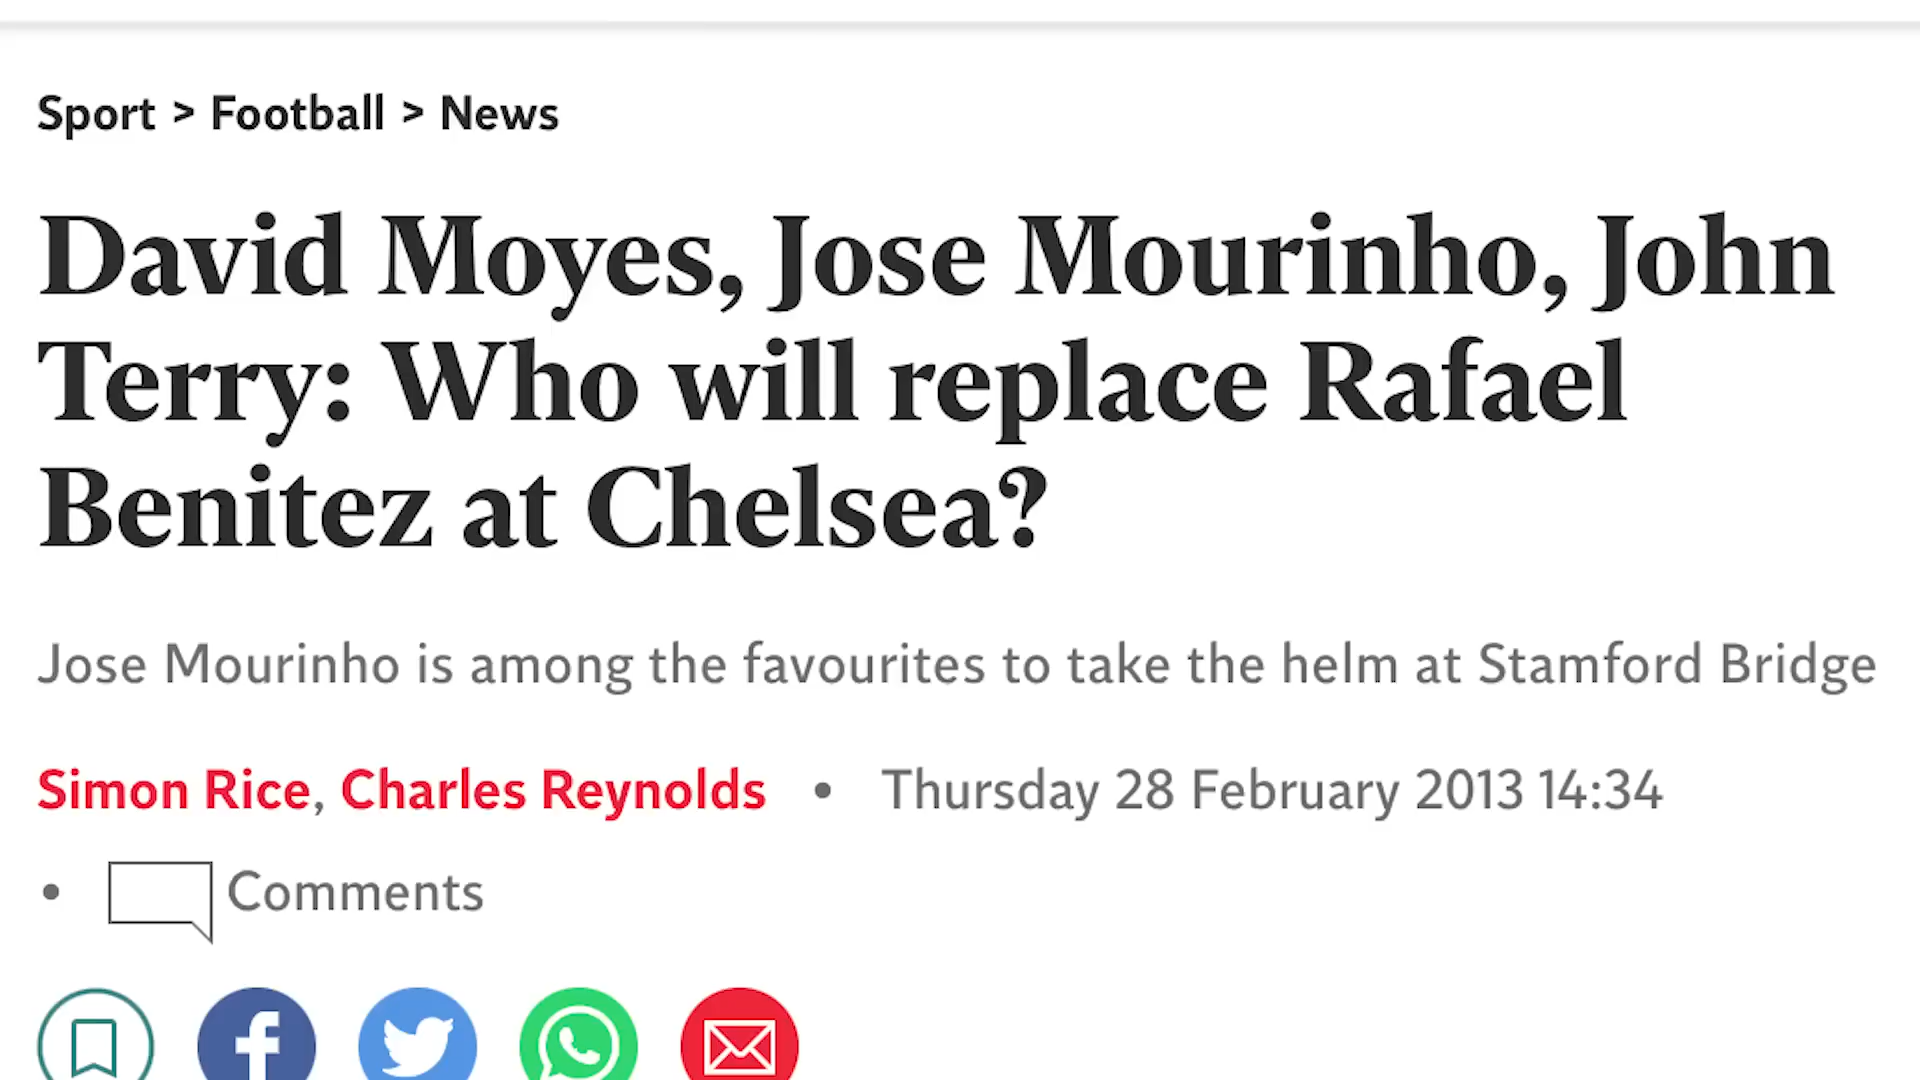 Sport > Football > News
David Moyes, Jose Mourinho, John
Terry: Who will replace Rafael
Benitez at Chelsea?
Jose Mourinho is among the favourites to take the helm at Stamford Bridge
Simon Rice, Charles Reynolds • Thursday 28 February 2013 14:34
• Comments